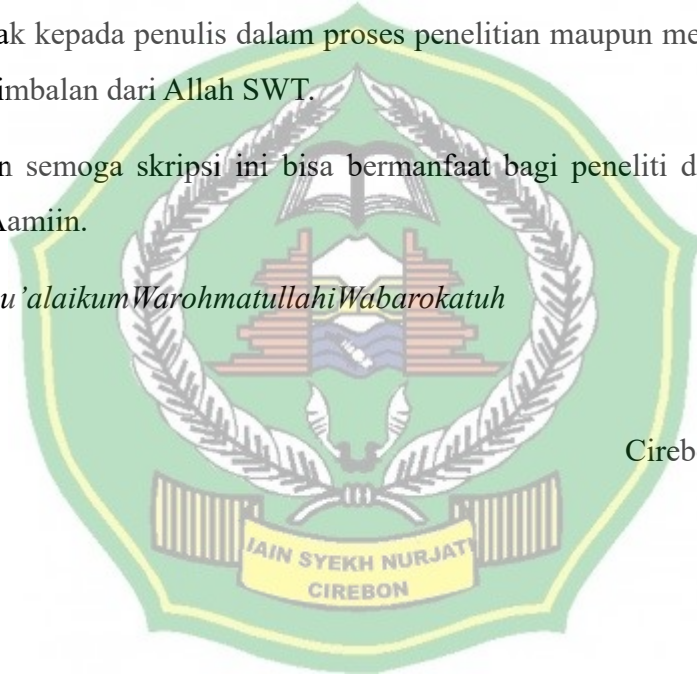 ak kepada penulis dalam proses penelitian maupun me
imbalan dari Allah SWT.
n semoga skripsi ini bisa bermanfaat bagi peneliti d
Aamiin.
u’alaikumWarohmatullahiWabarokatuh
Cireb
IAIN SYEKH NURJATI
CIREBON